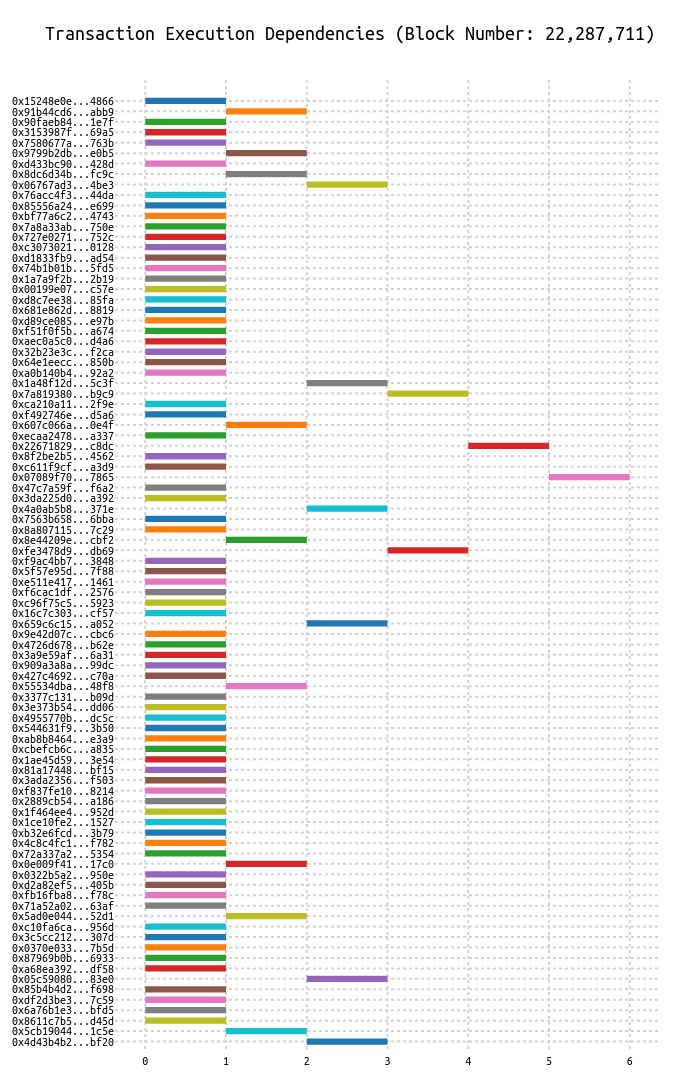 Transaction Execution Dependencies (Block Number: 22,287,711)
0x15248e0e...4866
0x91b44cd6...abb9
0x90faeb84...1e7f
0x3153987f...69a5
0x7580677a...763b
0x9799b2db...e0b5
0xd433bc90...428d
0x8dc6d34b...fc9c
0x06767ad3...4be3
0x76acc4f3...44da
0x85556a24...e699
0xbf77a6c2...4743
0x7a8a33ab...750e
0x727e0271...752c
0xc3073021...0128
0xd1833fb9...ad54
0x74b1b01b...5fd5
0x1a7a9f2b...2b19
0x00199e07...c57e
0xd8c7ee38...85fa
0x681e862d...8819
0xd89ce085...e97b
0xf51f0f5b...a674
0xaec0a5c0...d4a6
0x32b23e3c...f2ca
0x64e1eecc...850b
0xa0b140b4...92a2
0x1a48f12d...5c3f
0x7a819380...b9c9
0xca210a11...2f9e
0xf492746e...d5a6
0x607c066a...0e4f
0xecaa2478...a337
0x22671829...c8dc
0x8f2be2b5...4562
0xc611f9cf...a3d9
0x07089f70...7865
0x47c7a59f...f6a2
0x3da225d0...a392
0x4a0ab5b8...371e
0x7563b658...6bba
0x8a807115...7c29
0x8e44209e...cbf2
0xfe3478d9...db69
0xf9ac4bb7...3848
0x5f57e95d...7f88
0xe511e417...1461
0xf6cac1df...2576
0xc96f75c5...5923
0x16c7c303...cf57
0x659c6c15...a052
0x9e42d07c...cbc6
0x4726d678...b62e
0x3a9e59af...6a31
0x909a3a8a...99dc
0x427c4692...c70a
0x55534dba...48f8
0x3377c131...b09d
0x3e373b54...dd06
0x4955770b...dc5c
0x544631f9...3b50
0xab8b8464...e3a9
0xcbefcb6c...a835
0x1ae45d59...3e54
0x81a17448...bf15
0x3ada2356...f503
0xf837fe10...8214
0x2889cb54...a186
0x1f464ee4...952d
0x1ce10fe2...1527
0xb32e6fcd...3b79
0x4c8c4fc1...f782
0x72a337a2...5354
0x0e009f41...17c0
0x0322b5a2...950e
0xd2a82ef5...405b
0xfb16fba8...f78c
0x71a52a02...63af
0x5ad0e044...52d1
0xc10fa6ca...956d
0x3c5cc212...307d
0x0370e033...7b5d
0x87969b0b...6933
0xa68ea392...df58
0x05c59080...83e0
0x85b4b4d2...f698
0xdf2d3be3...7c59
0x6a76b1e3...bfd5
0x8611c7b5...d45d
0x5cb19044...1c5e
0x4d43b4b2...bf20
0 1 2 3 4 5 6